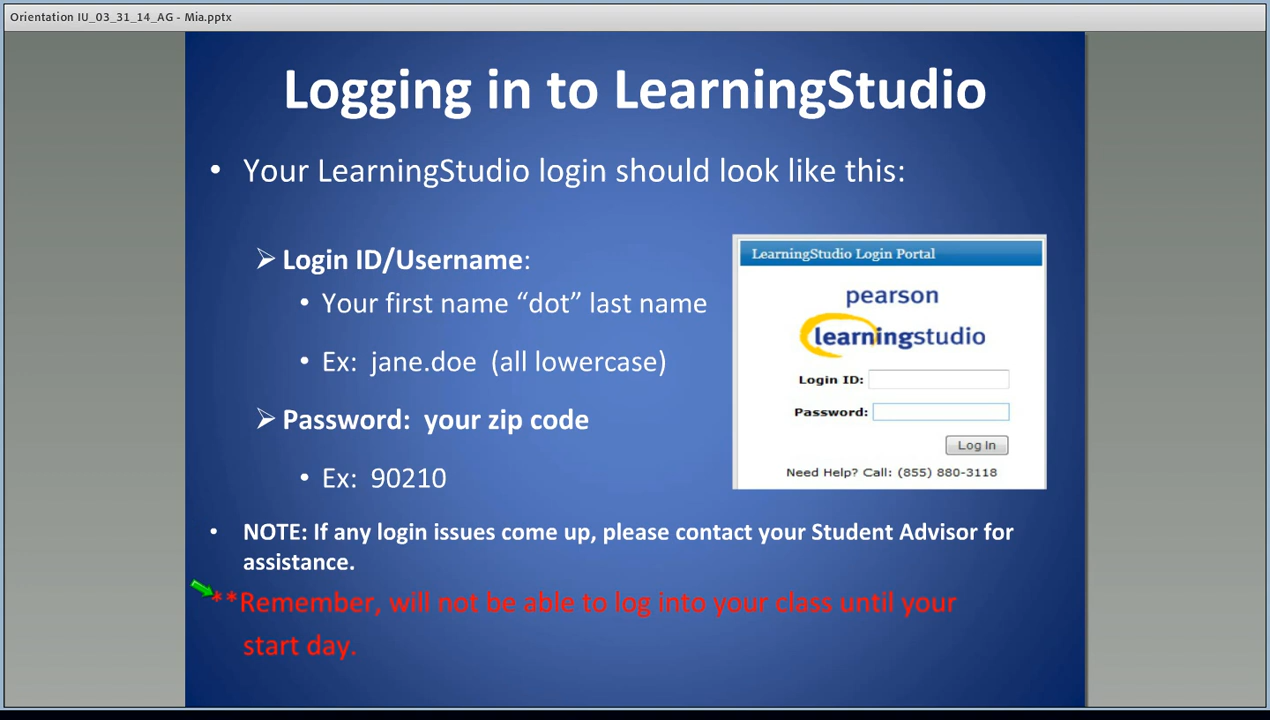 Orientation IU_03_31_14_AG - Mia.pptx
Logging in to LearningStudio
• Your LearningStudio login should look like this:
➢ Login ID/Username:
• Your first name “dot” last name
• Ex: jane.doe (all lowercase)
➢ Password: your zip code
• Ex: 90210
LearningStudio Login Portal
pearson
learningstudio
Login ID:
Password:
Log In
Need Help? Call: (855) 880-3118
• NOTE: If any login issues come up, please contact your Student Advisor for
assistance.
**Remember, will not be able to log into your class until your
start day.